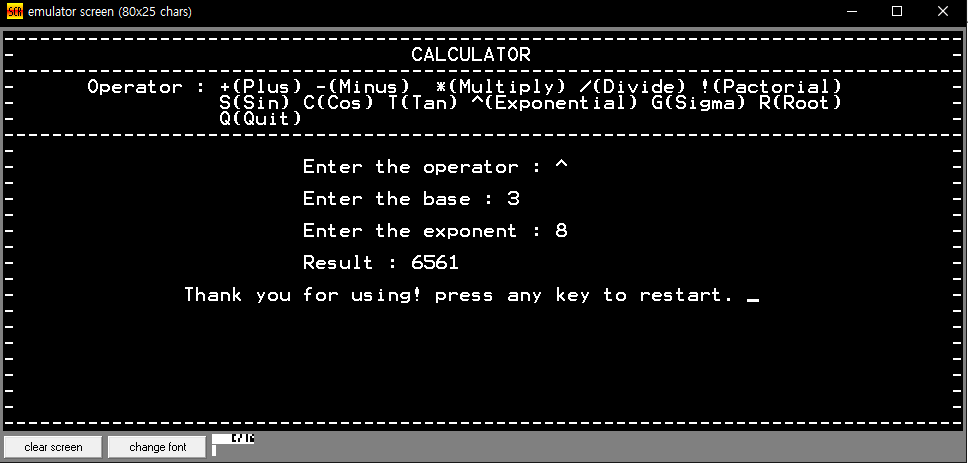 emulator screen (80x25 chars)
CALCULATOR
Operator : +(Plus) -(Minus) *(Multiply) /(Divide) !(Pactorial)
S(Sin) C(Cos) T(Tan) ^(Exponential) G(Sigma) R(Root)
Q(Quit)
Enter the operator : ^
Enter the base : 3
Enter the exponent : 8
Result : 6561
Thank you for using! press any key to restart. _
clear screen change font